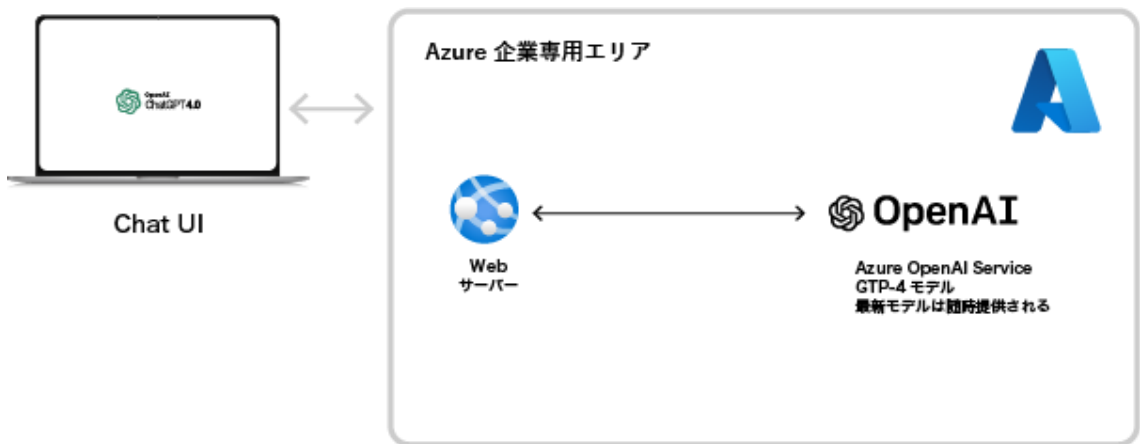 Azure 企業専用エリア
OpenAI
ChatGPT4.0
Chat UI
Web
サーバー
OpenAI
Azure OpenAI Service
GTP-4 モデル
最新モデルは随時提供される